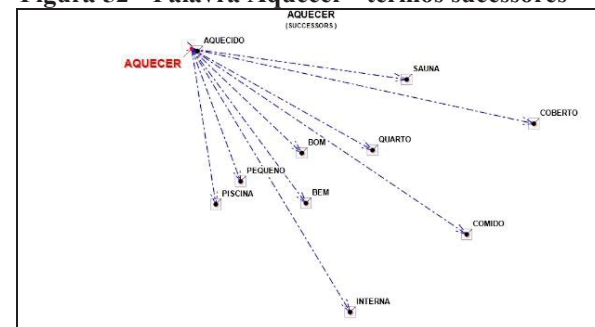 Figura 32 - Palavra Aquecer – termos sucessores
AQUECER
(SUCCESSORS)
AQUECIDO
AQUECER
SAUNA
COBERTO
BOM
QUARTO
PEQUENO
PISCINA
BEM
COMIDO
INTERNA